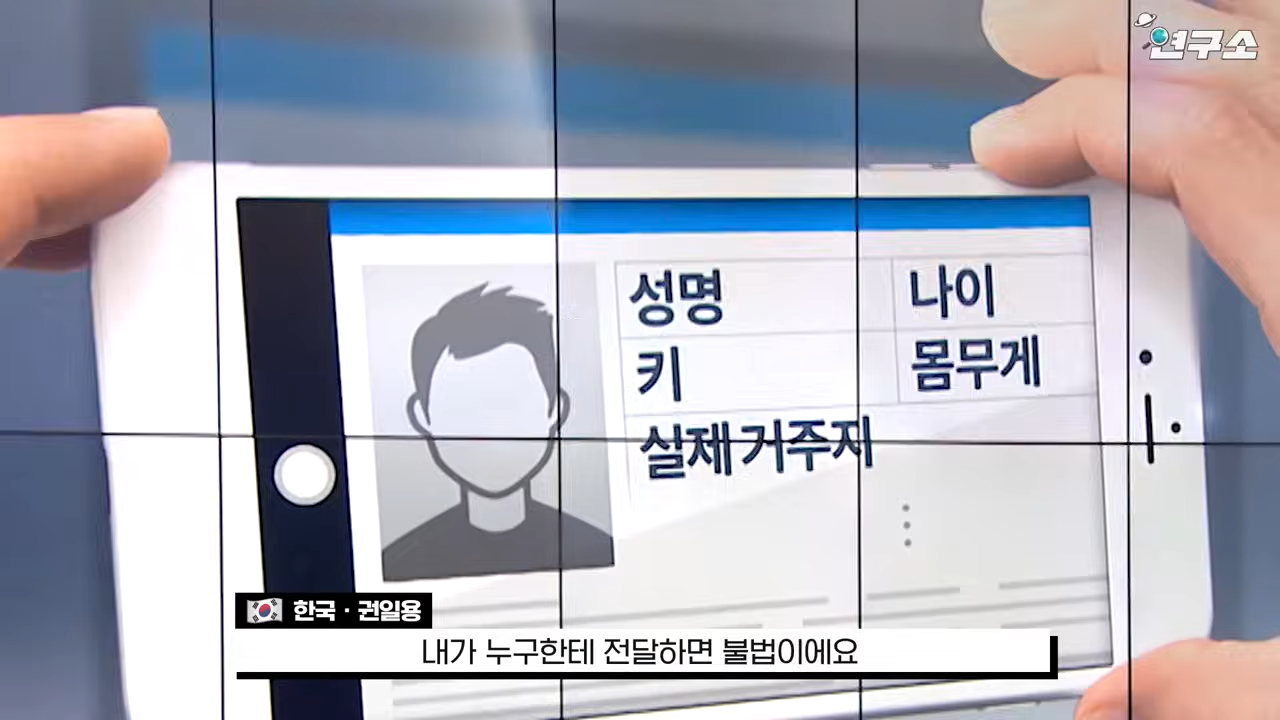 연구소
성명 나이
키 몸무게
실제 거주지
한국 · 권일용
내가 누구한테 전달하면 불법이에요